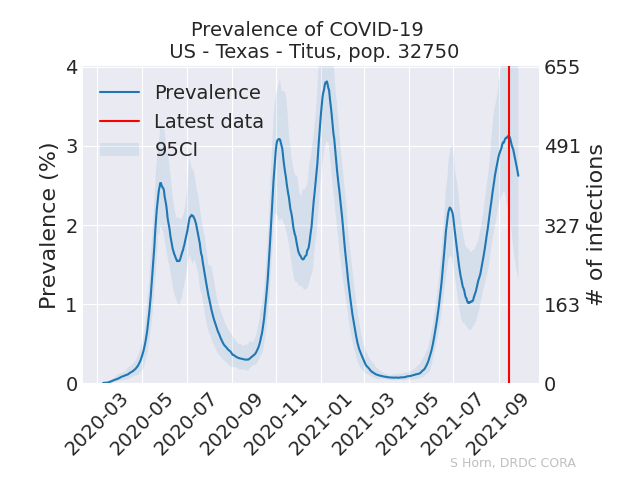 Prevalence of COVID-19
US - Texas - Titus, pop. 32750
Prevalence
Latest data
95CI
Prevalence (%)
4
3
2
1
0
655
491
327
163
0
# of infections
2020-03
2020-05
2020-07
2020-09
2020-11
2021-01
2021-03
2021-05
2021-07
2021-09
S Horn, DRDC CORA